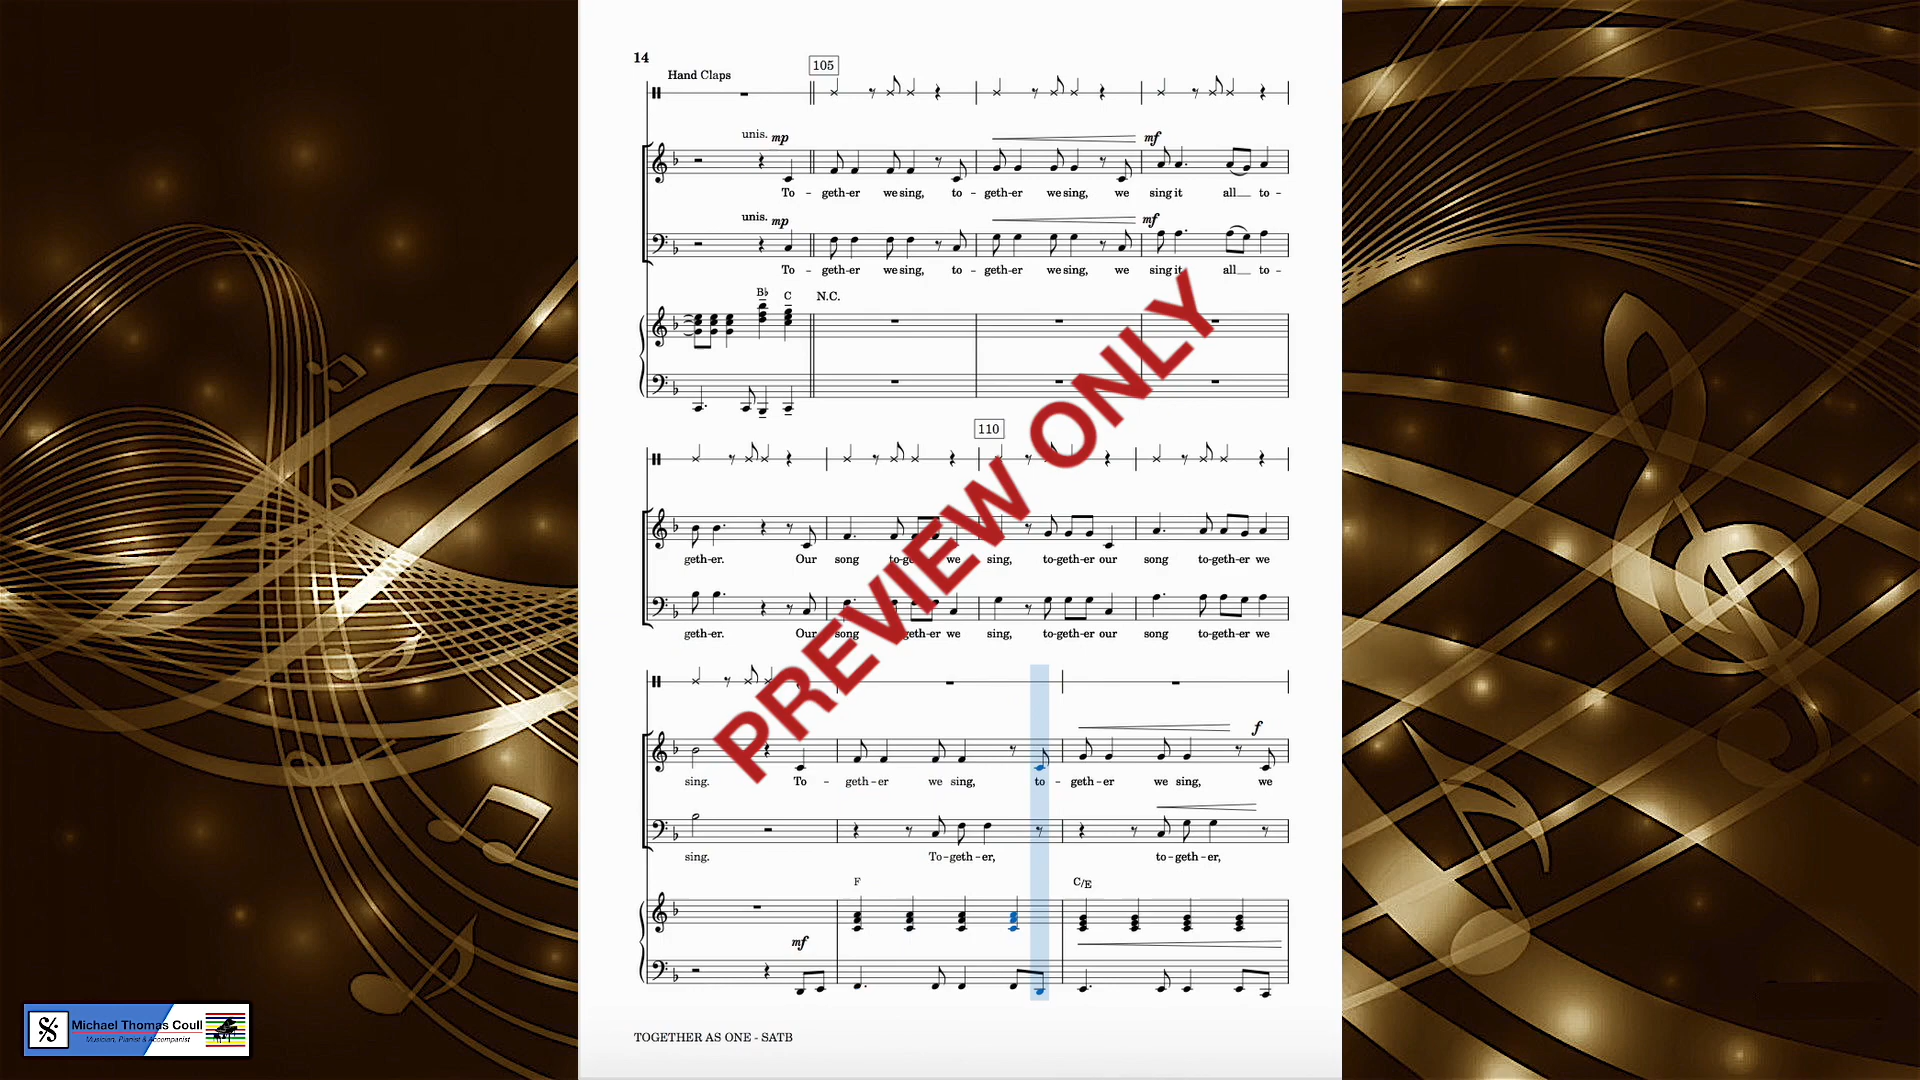 14
Hand Claps
105
unis. mp
mf
To - geth-er we sing, to - geth-er we sing, we sing it all to -
unis. mp
mf
To - geth-er we sing, to - geth-er we sing, we sing it all to -
B♭ C N.C.
110
geth-er. Our song we sing, to-geth-er our song to-geth-er we
geth-er. Our song geth-er we sing, to-geth-er our song to-geth-er we
f
sing. To - geth-er we sing, to - geth-er we sing, we
sing. To-geth-er, to-geth-er,
F C/E
mf
TOGETHER AS ONE - SATB
PREVIEW ONLY
Michael Thomas Coull
Musician, Pianist & Accompanist